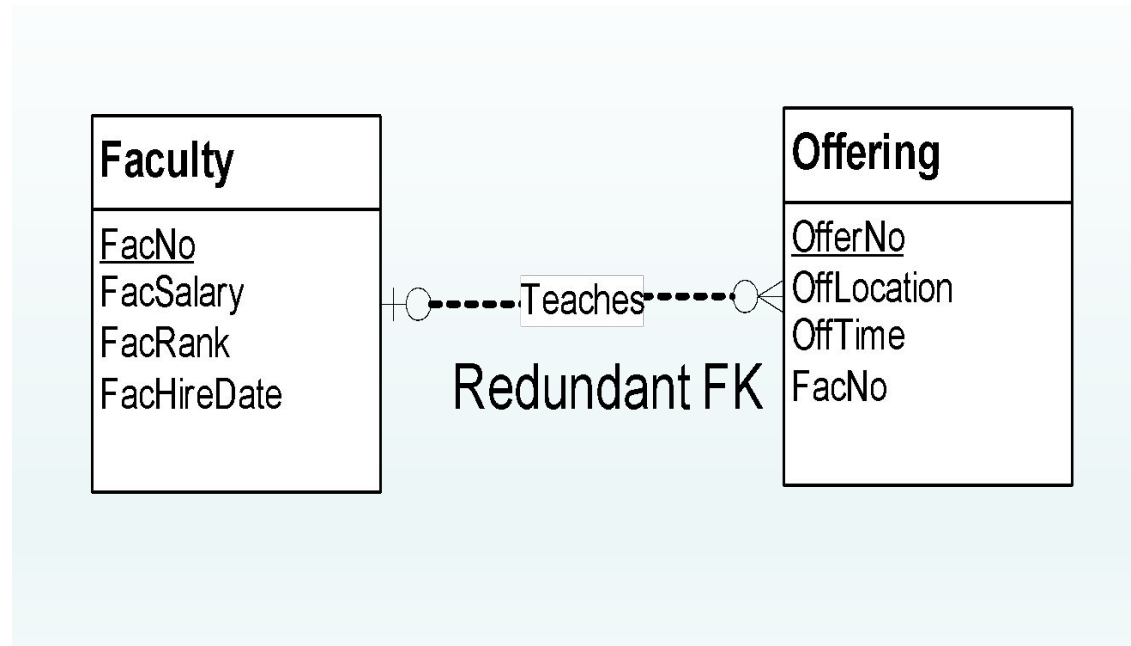 Faculty
FacNo
FacSalary
FacRank
FacHireDate
Teaches
Redundant FK
Offering
OfferNo
OffLocation
OffTime
FacNo